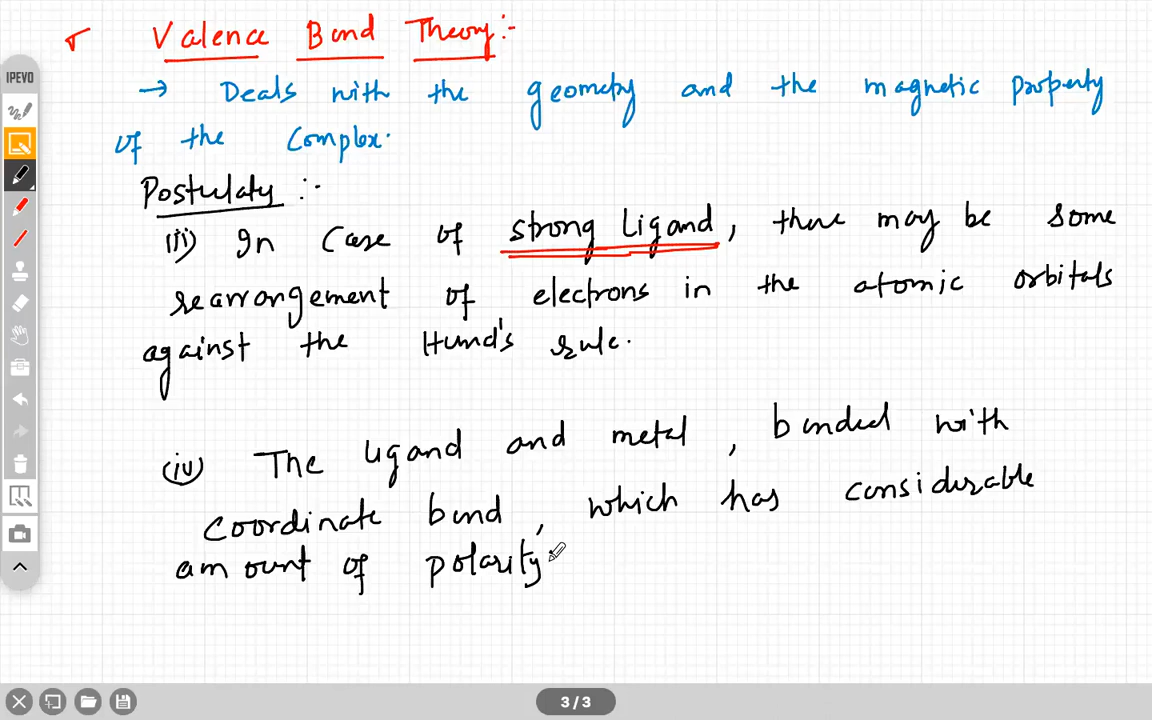 Valence Bond Theory:-
IPEVO
→ Deals with the geometry and the magnetic property
of the Complex.
Postulaty :-
(iii) In Case of strong Ligand, there may be some
rearrangement of electrons in the atomic orbitals
against the Hund's rule.
(iv) The ligand and metal, bonded with
Coordinate bond, which has considerable
amount of polarity
3/3